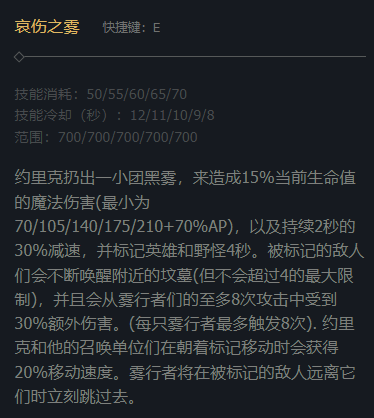 哀伤之雾 快捷键：E
技能消耗：50/55/60/65/70
技能冷却（秒）：12/11/10/9/8
范围：700/700/700/700/700
约里克扔出一小团黑雾，来造成15%当前生命值
的魔法伤害(最小为
70/105/140/175/210+70%AP)，以及持续2秒的
30%减速，并标记英雄和野怪4秒。被标记的敌人
们会不断唤醒附近的坟墓(但不会超过4的最大限
制)，并且会从雾行者们的至多8次攻击中受到
30%额外伤害。(每只雾行者最多触发8次). 约里
克和他的召唤单位们在朝着标记移动时会获得
20%移动速度。雾行者将在被标记的敌人远离它
们时立刻跳过去。